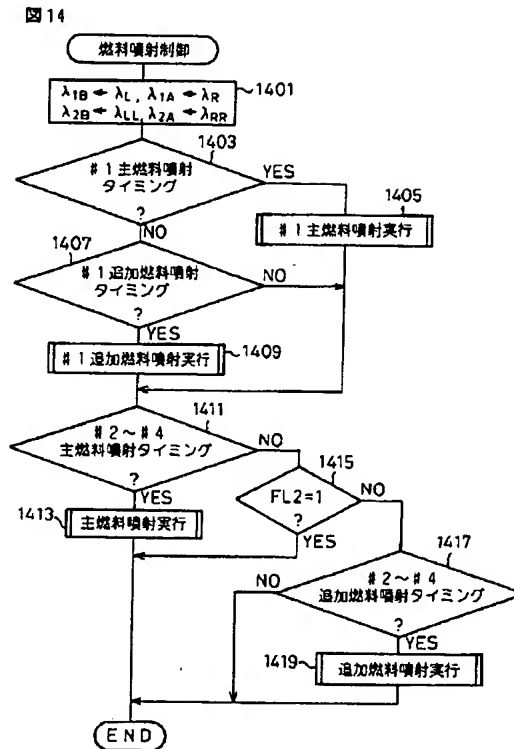 図14
燃料噴射制御
λ1B ← λL , λ1A ← λR
λ2B ← λLL, λ2A ← λRR
1401
1403
#1主燃料噴射
タイミング
?
YES
NO
1405
#1主燃料噴射実行
1407
#1追加燃料噴射
タイミング
?
NO
YES
#1追加燃料噴射実行
1409
1411
#2~#4
主燃料噴射タイミング
?
NO
YES
1413
主燃料噴射実行
1415
FL2=1
?
NO
YES
1417
#2~#4
追加燃料噴射タイミング
?
NO
YES
1419
追加燃料噴射実行
END